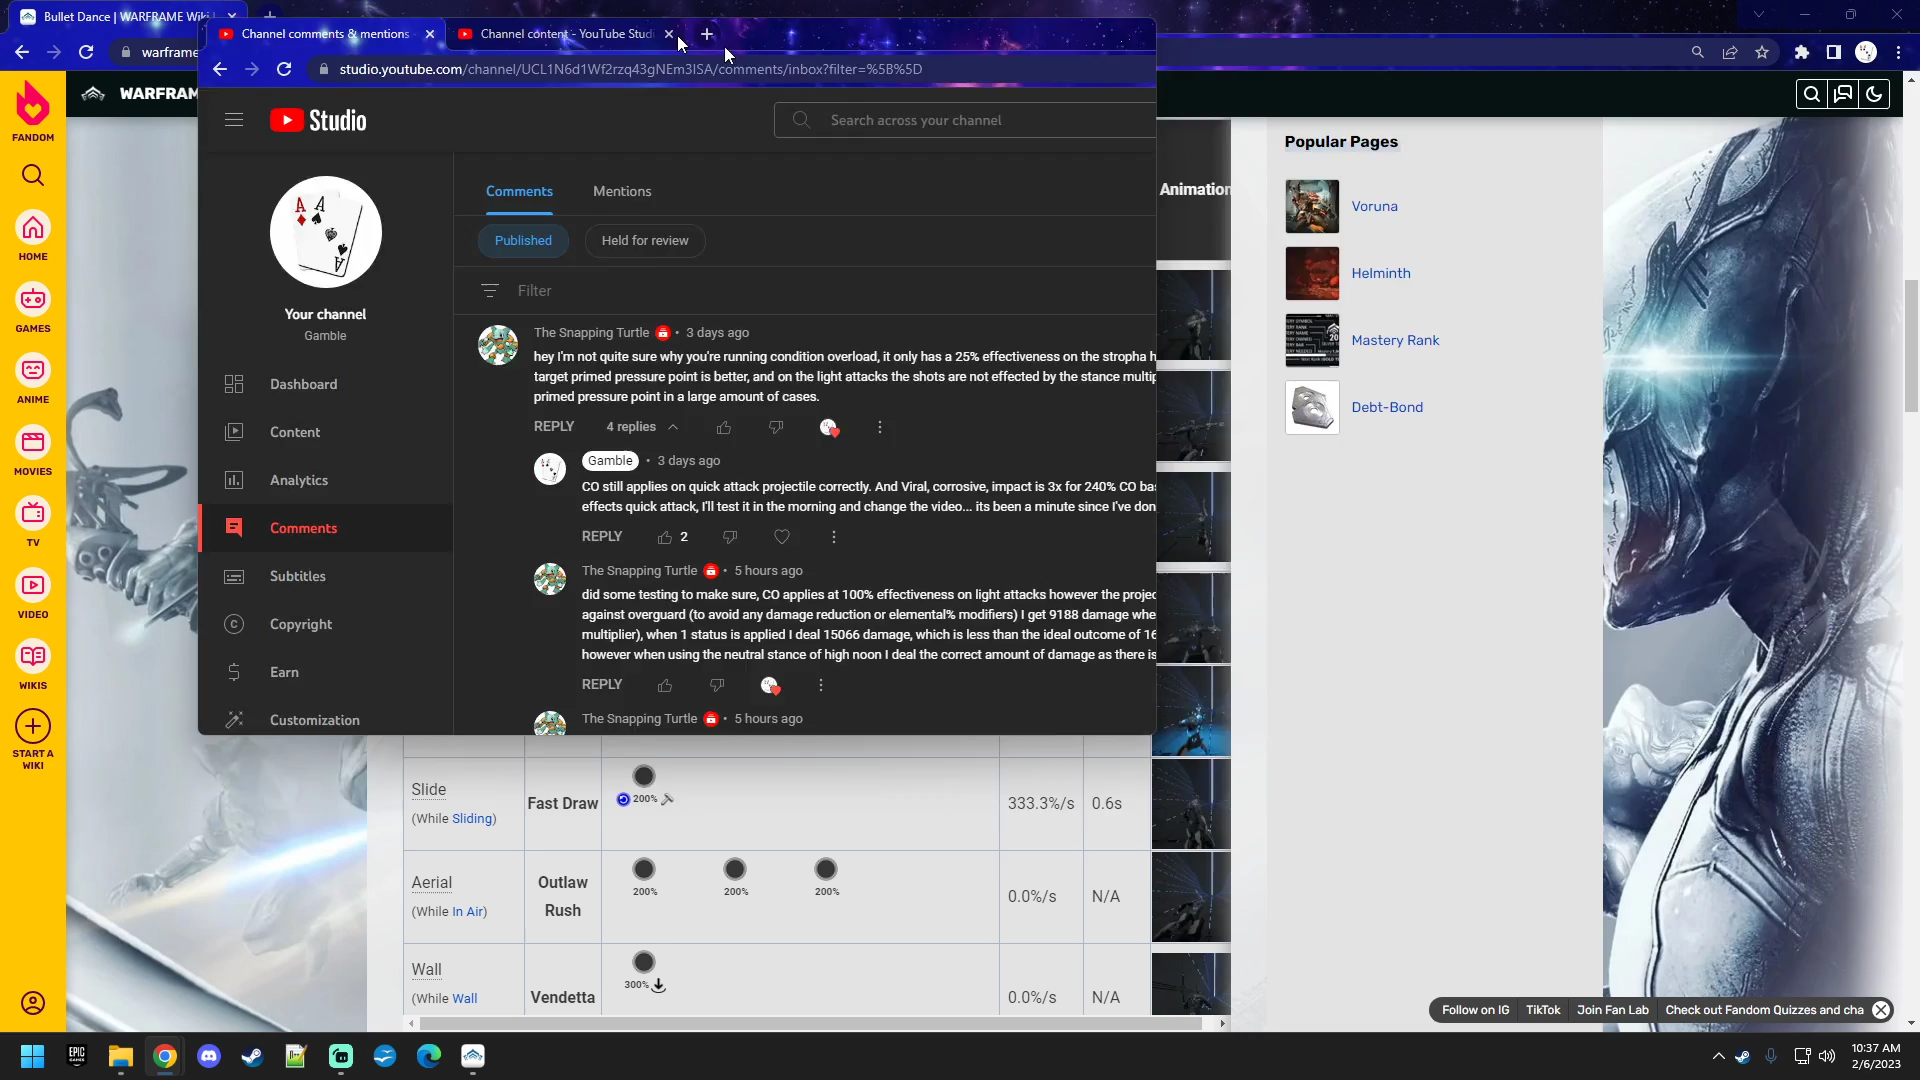 Bullet Dance | WARFRAME Wiki
Channel comments & mentions
Channel content - YouTube Studi
warframe
studio.youtube.com/channel/UCL1N6d1Wf2rzq43gNEm3lSA/comments/inbox?filter=%5B%5D
FANDOM
HOME
GAMES
ANIME
MOVIES
TV
VIDEO
WIKIS
START A
WIKI
WARFRAM
Studio
Search across your channel
Your channel
Gamble
Dashboard
Content
Analytics
Comments
Subtitles
Copyright
Earn
Customization
Comments
Mentions
Published
Held for review
Filter
The Snapping Turtle • 3 days ago
hey I'm not quite sure why you're running condition overload, it only has a 25% effectiveness on the stropha h
target primed pressure point is better, and on the light attacks the shots are not effected by the stance multip
primed pressure point in a large amount of cases.
REPLY 4 replies
Gamble • 3 days ago
CO still applies on quick attack projectile correctly. And Viral, corrosive, impact is 3x for 240% CO ba
effects quick attack, I'll test it in the morning and change the video... its been a minute since I've don
REPLY 2
The Snapping Turtle • 5 hours ago
did some testing to make sure, CO applies at 100% effectiveness on light attacks however the projec
against overguard (to avoid any damage reduction or elemental% modifiers) I get 9188 damage whe
multiplier), when 1 status is applied I deal 15066 damage, which is less than the ideal outcome of 16
however when using the neutral stance of high noon I deal the correct amount of damage as there is
REPLY
The Snapping Turtle • 5 hours ago
Animation
Popular Pages
Voruna
Helminth
Mastery Rank
Debt-Bond
Slide
(While Sliding)
Fast Draw
200%
333.3%/s
0.6s
Aerial
(While In Air)
Outlaw
Rush
200% 200% 200%
0.0%/s
N/A
Wall
(While Wall
Vendetta
300%
0.0%/s
N/A
Follow on IG TikTok Join Fan Lab Check out Fandom Quizzes and cha
EPIC
GAMES
10:37 AM
2/6/2023